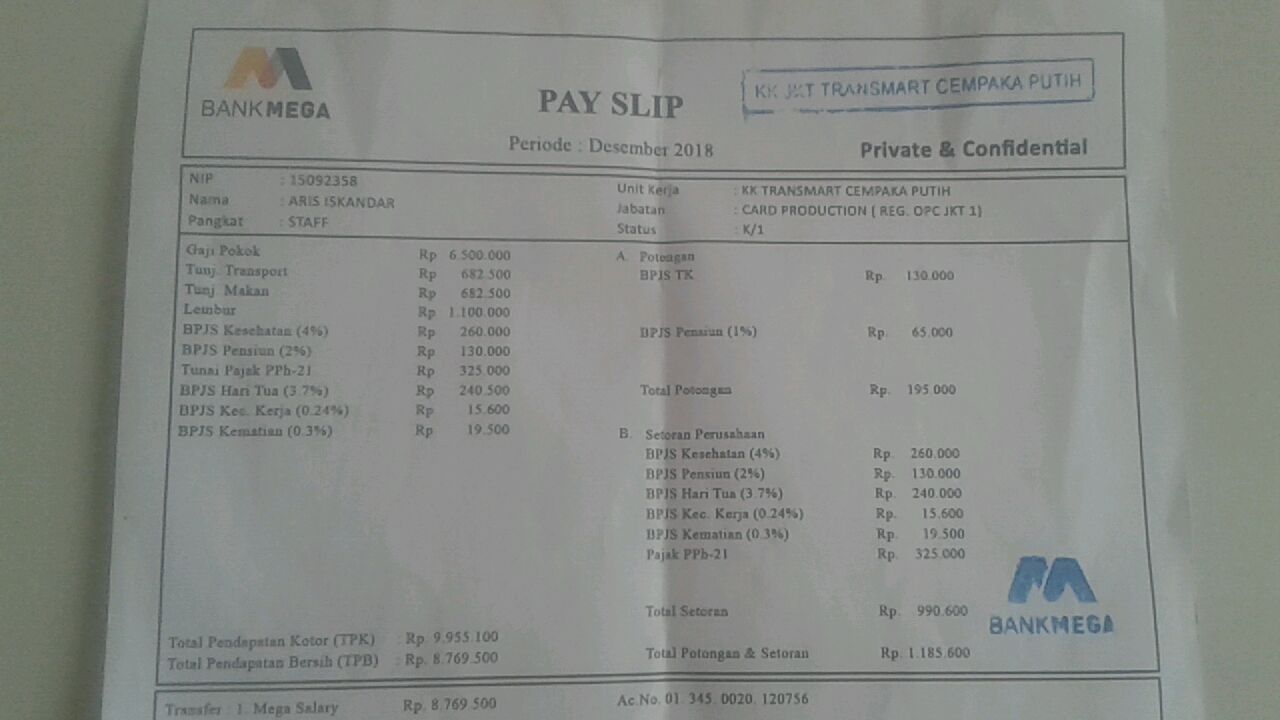 BANKMEGA
PAY SLIP
KK JKT TRANSMART CEMPAKA PUTIH
Periode : Desember 2018
Private & Confidential
NIP : 15092358
Nama : ARIS ISKANDAR
Pangkat : STAFF
Unit Kerja : KK TRANSMART CEMPAKA PUTIH
Jabatan : CARD PRODUCTION ( REG. OPC JKT 1)
Status : K/1
Gaji Pokok Rp 6.500.000
Tunj. Transport Rp 682.500
Tunj. Makan Rp 682.500
Lembur Rp 1.100.000
BPJS Kesehatan (4%) Rp 260.000
BPJS Pensiun (2%) Rp 130.000
Tunai Pajak PPh-21 Rp 325.000
BPJS Hari Tua (3.7%) Rp 240.500
BPJS Kec. Kerja (0.24%) Rp 15.600
BPJS Kematian (0.3%) Rp 19.500
A. Potongan
BPJS TK Rp. 130.000
BPJS Pensiun (1%) Rp. 65.000
Total Potongan Rp. 195.000
B. Setoran Perusahaan
BPJS Kesehatan (4%) Rp. 260.000
BPJS Pensiun (2%) Rp. 130.000
BPJS Hari Tua (3.7%) Rp. 240.000
BPJS Kec. Kerja (0.24%) Rp. 15.600
BPJS Kematian (0.3%) Rp. 19.500
Pajak PPh-21 Rp. 325.000
BANKMEGA
Total Setoran Rp. 990.600
Total Pendapatan Kotor (TPK) : Rp. 9.955.100
Total Pendapatan Bersih (TPB) : Rp. 8.769.500
Total Potongan & Setoran Rp. 1.185.600
Transfer : 1. Mega Salary Rp. 8.769.500
Ac.No. 01. 345. 0020. 120756